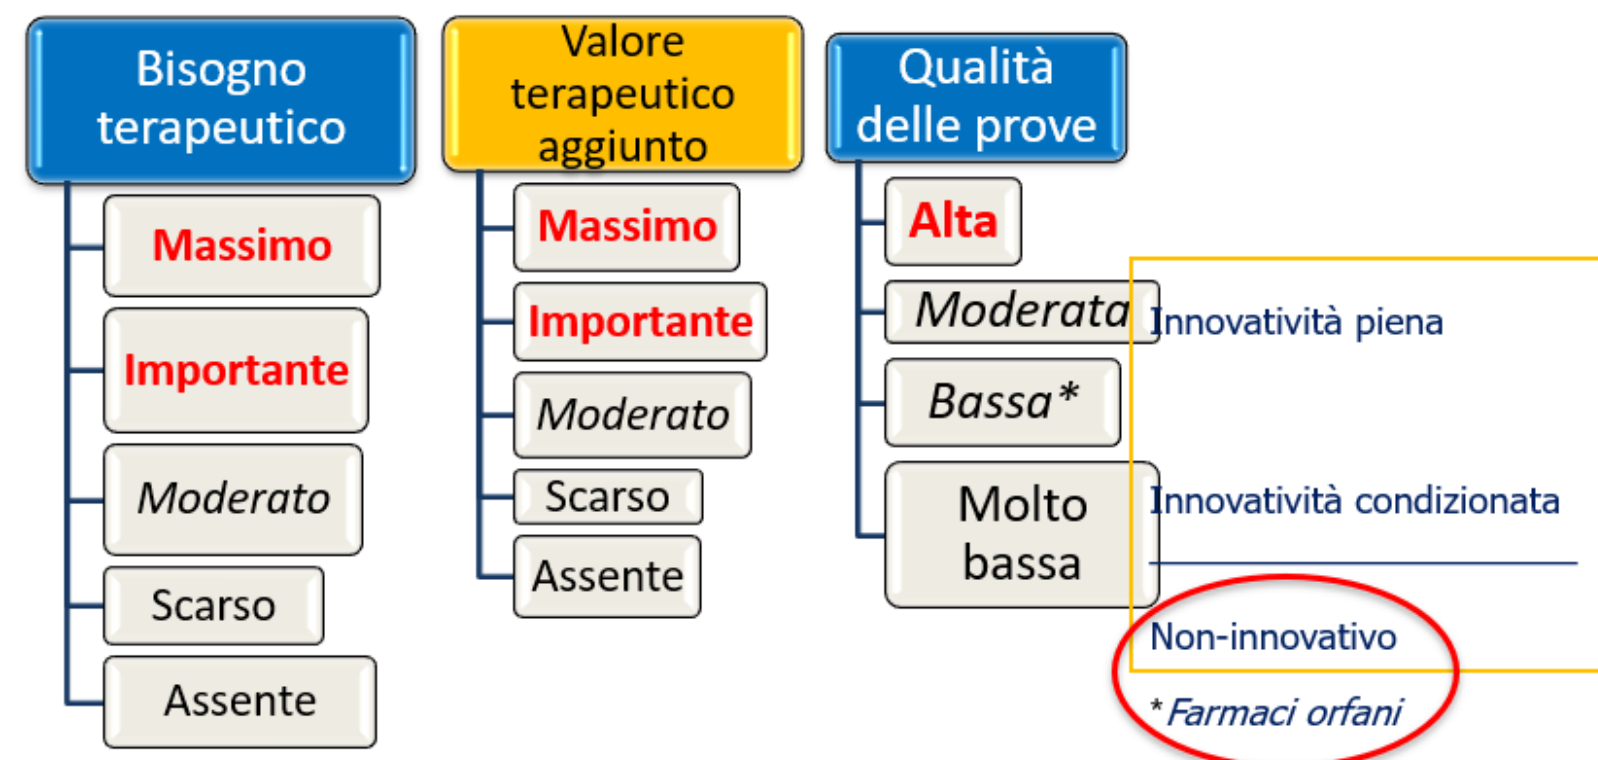 Bisogno
terapeutico
Massimo
Importante
Moderato
Scarso
Assente
Valore
terapeutico
aggiunto
Massimo
Importante
Moderato
Scarso
Assente
Qualità
delle prove
Alta
Moderata
Bassa*
Molto
bassa
Innovatività piena
Innovatività condizionata
Non-innovativo
*Farmaci orfani